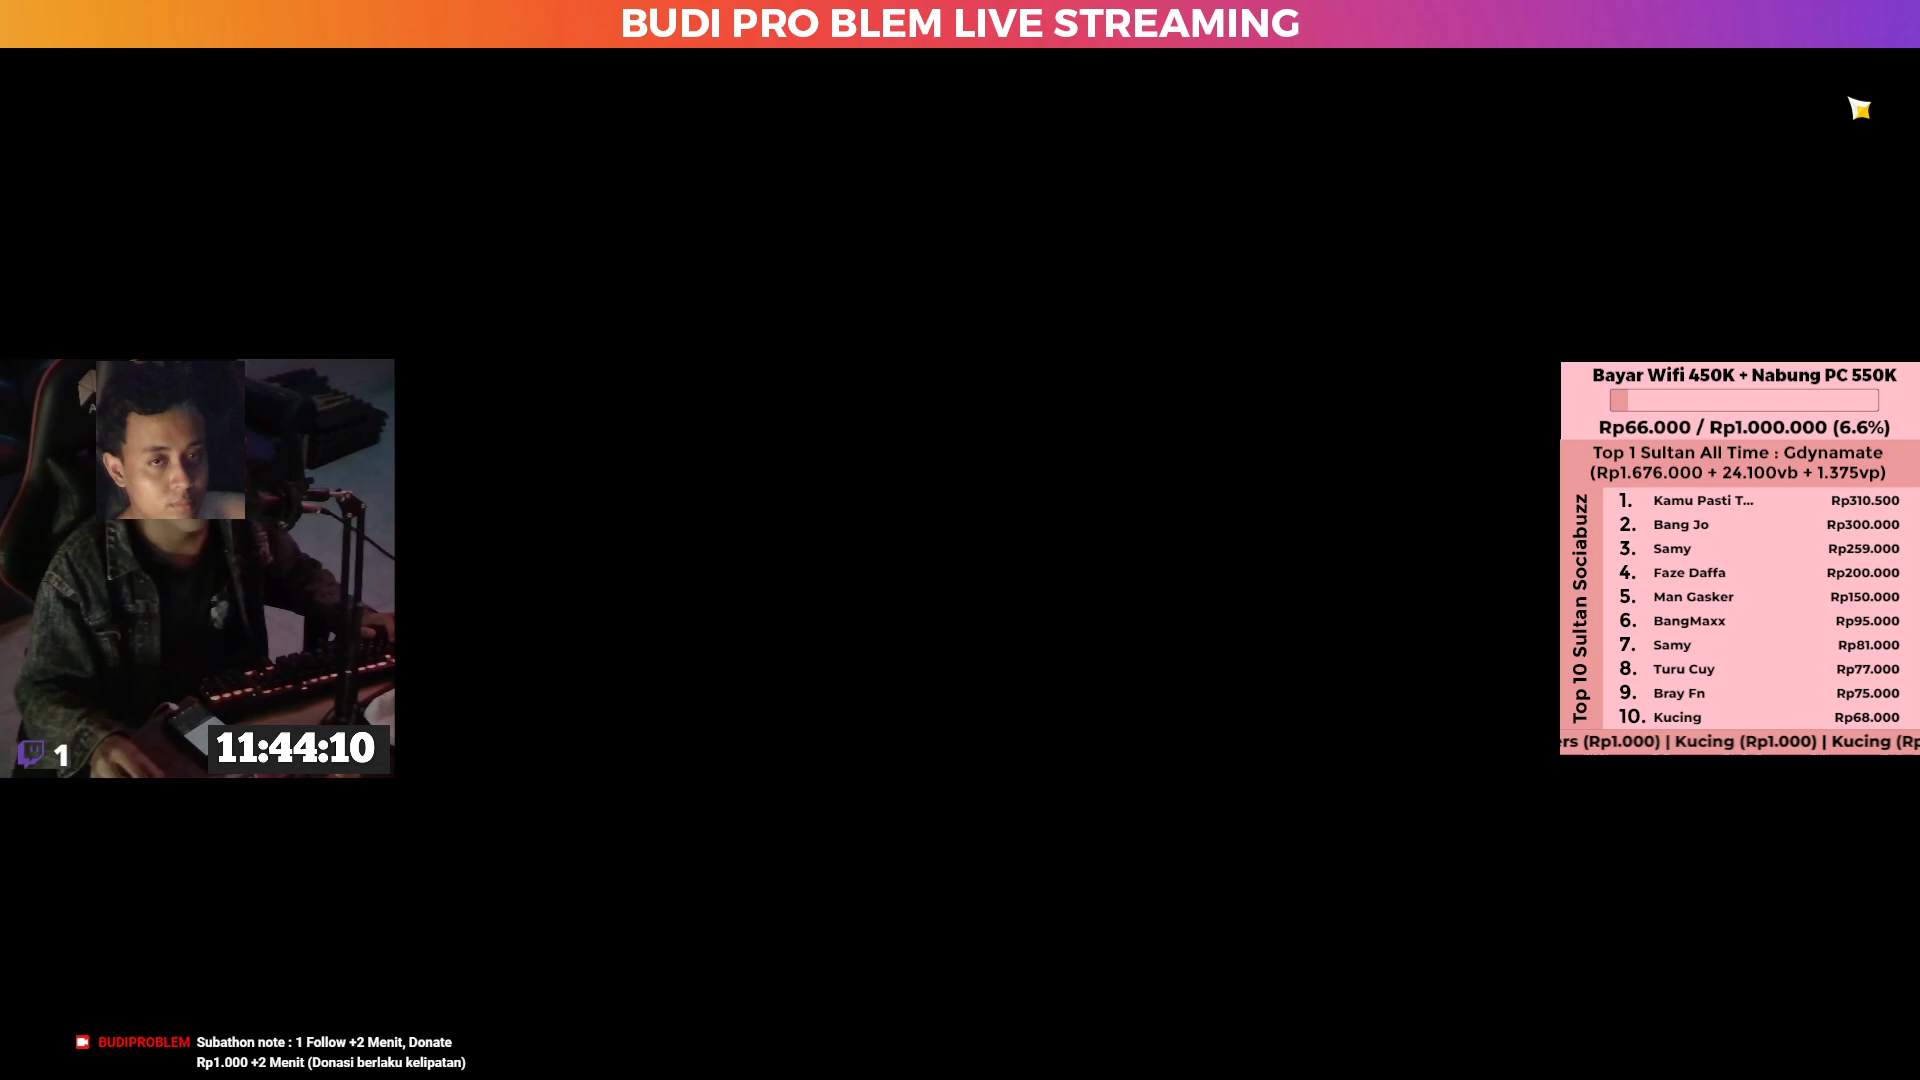 BUDI PRO BLEM LIVE STREAMING
Bayar Wifi 450K + Nabung PC 550K
Rp66.000 / Rp1.000.000 (6.6%)
Top 1 Sultan All Time : Gdynamate
(Rp1.676.000 + 24.100vb + 1.375vp)
Top 10 Sultan Sociabuzz
1. Kamu Pasti T... Rp310.500
2. Bang Jo Rp300.000
3. Samy Rp259.000
4. Faze Daffa Rp200.000
5. Man Gasker Rp150.000
6. BangMaxx Rp95.000
7. Samy Rp81.000
8. Turu Cuy Rp77.000
9. Bray Fn Rp75.000
10. Kucing Rp68.000
rs (Rp1.000) | Kucing (Rp1.000) | Kucing (Rp
1
11:44:10
BUDIPROBLEM Subathon note : 1 Follow +2 Menit, Donate
Rp1.000 +2 Menit (Donasi berlaku kelipatan)